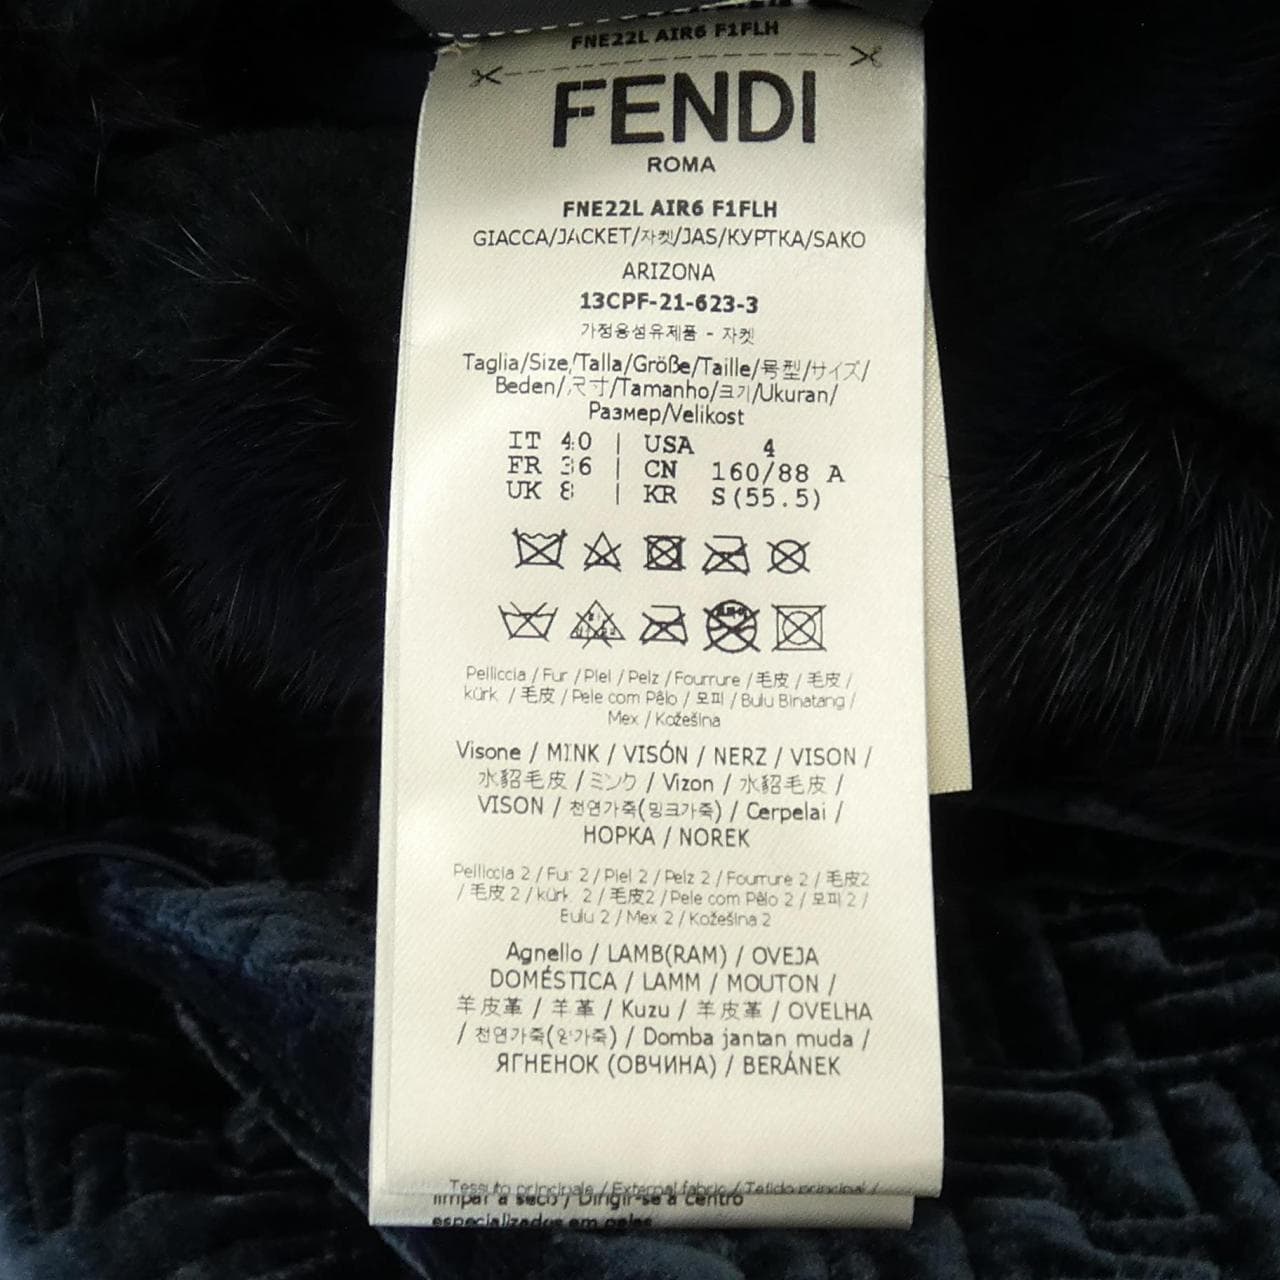 FNE22L AIR6 F1FLH
FENDI
ROMA
FNE22L AIR6 F1FLH
GIACCA/JACKET/자켓/JAS/КУРТКА/SAKO
ARIZONA
13CPF-21-623-3
가정용섬유제품 - 자켓
Taglia/Size/Talla/Größe/Taille/号型/サイズ/
Beden/尺寸/Tamanho/크기/Ukuran/
Размер/Velikost
IT 40 | USA 4
FR 36 | CN 160/88 A
UK 8 | KR S(55.5)
Pelliccia / Fur / Piel / Pelz / Fourrure / 毛皮 / 毛皮 /
kürk / 毛皮 / Pele com Pêlo / 모피 / Bulu Binatang /
Mex / Kožešina
Visone / MINK / VISÓN / NERZ / VISON /
水貂毛皮 / ミンク / Vizon / 水貂毛皮 /
VISON / 천연가죽(밍크가죽) / Cerpelai /
НОРКА / NOREK
Pelliccia 2 / Fur 2 / Piel 2 / Pelz 2 / Fourrure 2 / 毛皮2
/ 毛皮 2 / kürk 2 / 毛皮2 / Pele com Pêlo 2 / 모피 2 /
Bulu 2 / Mex 2 / Kožešina 2
Agnello / LAMB(RAM) / OVEJA
DOMÉSTICA / LAMM / MOUTON /
羊皮革 / 羊革 / Kuzu / 羊皮革 / OVELHA
/ 천연가죽(양가죽) / Domba jantan muda /
ЯГНЕНОК (ОВЧИНА) / BERÁNEK
Tessuto principale / External fabric / Tejido principal /
limpar a seco / Dirigir-se a centro
especializados em peles